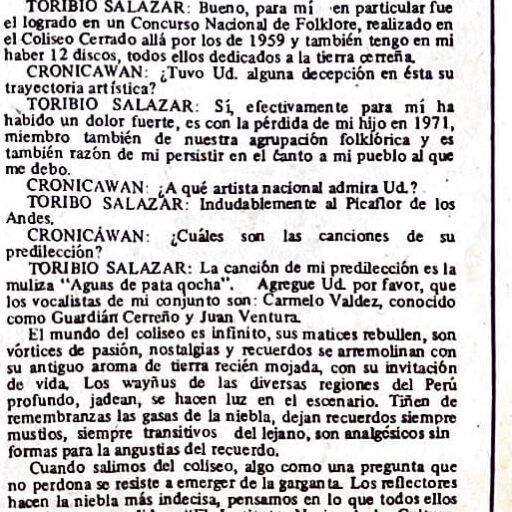 TORIBIO SALAZAR: Bueno, para mí en particular fue
el logrado en un Concurso Nacional de Folklore, realizado en
el Coliseo Cerrado allá por los de 1959 y también tengo en mi
haber 12 discos, todos ellos dedicados a la tierra cerreña.
CRONICAWAN: ¿Tuvo Ud. alguna decepción en ésta su
trayectoria artística?
TORIBIO SALAZAR: Sí, efectivamente para mí ha
habido un dolor fuerte, es con la pérdida de mi hijo en 1971,
miembro también de nuestra agrupación folklórica y es
también razón de mi persistir en el canto a mi pueblo al que
me debo.
CRONICAWAN: ¿A qué artista nacional admira Ud.?
TORIBO SALAZAR: Indudablemente al Picaflor de los
Andes.
CRONICAWAN: ¿Cuáles son las canciones de su
predilección?
TORIBIO SALAZAR: La canción de mi predilección es la
muliza "Aguas de pata qocha". Agregue Ud. por favor, que
los vocalistas de mi conjunto son: Carmelo Valdez, conocido
como Guardián Cerreño y Juan Ventura.
El mundo del coliseo es infinito, sus matices rebullen, son
vórtices de pasión, nostalgias y recuerdos se arremolinan con
su antiguo aroma de tierra recién mojada, con su invitación
de vida. Los wayñus de las diversas regiones del Perú
profundo, jadean, se hacen luz en el escenario. Tiñen de
remembranzas las gasas de la niebla, dejan recuerdos siempre
mustios, siempre transitivos del lejano, son analgésicos sin
formas para la angustias del recuerdo.
Cuando salimos del coliseo, algo como una pregunta que
no perdona se resiste a emerger de la garganta. Los reflectores
hacen la niebla más indecisa, pensamos en lo que todos ellos
"El Instituto Nacional de Cultura